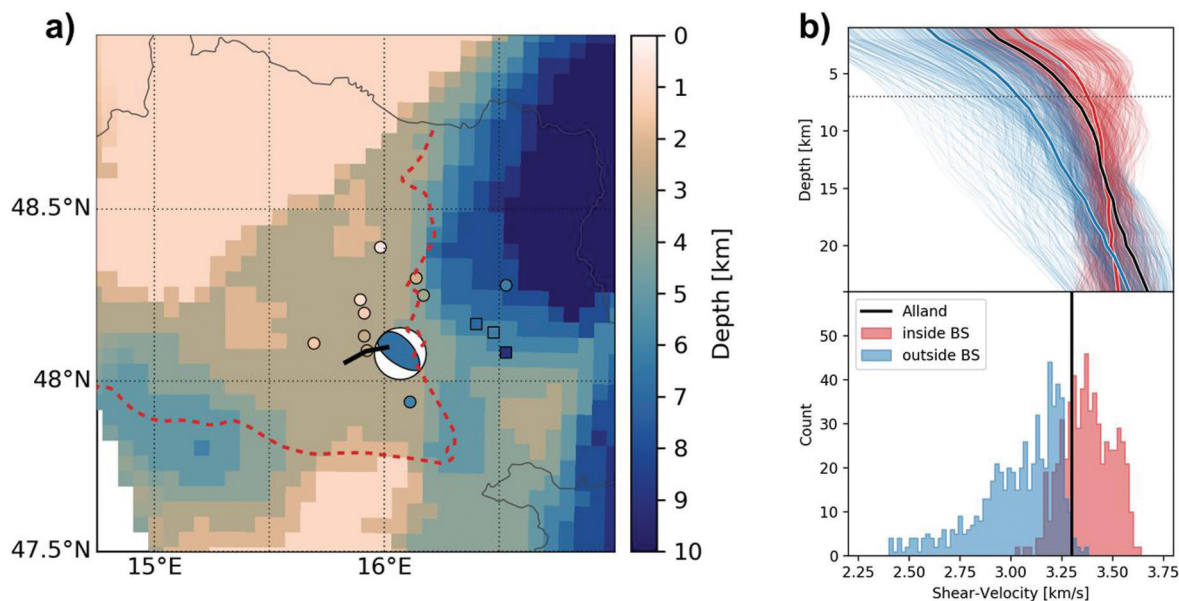 a)
48.5°N
48°N
47.5°N
15°E
16°E
0
1
2
3
4
5
6
7
8
9
10
Depth [km]
b)
5
10
15
20
Depth [km]
Alland
inside BS
outside BS
50
40
30
20
10
0
Count
2.25
2.50
2.75
3.00
3.25
3.50
3.75
Shear-Velocity [km/s]